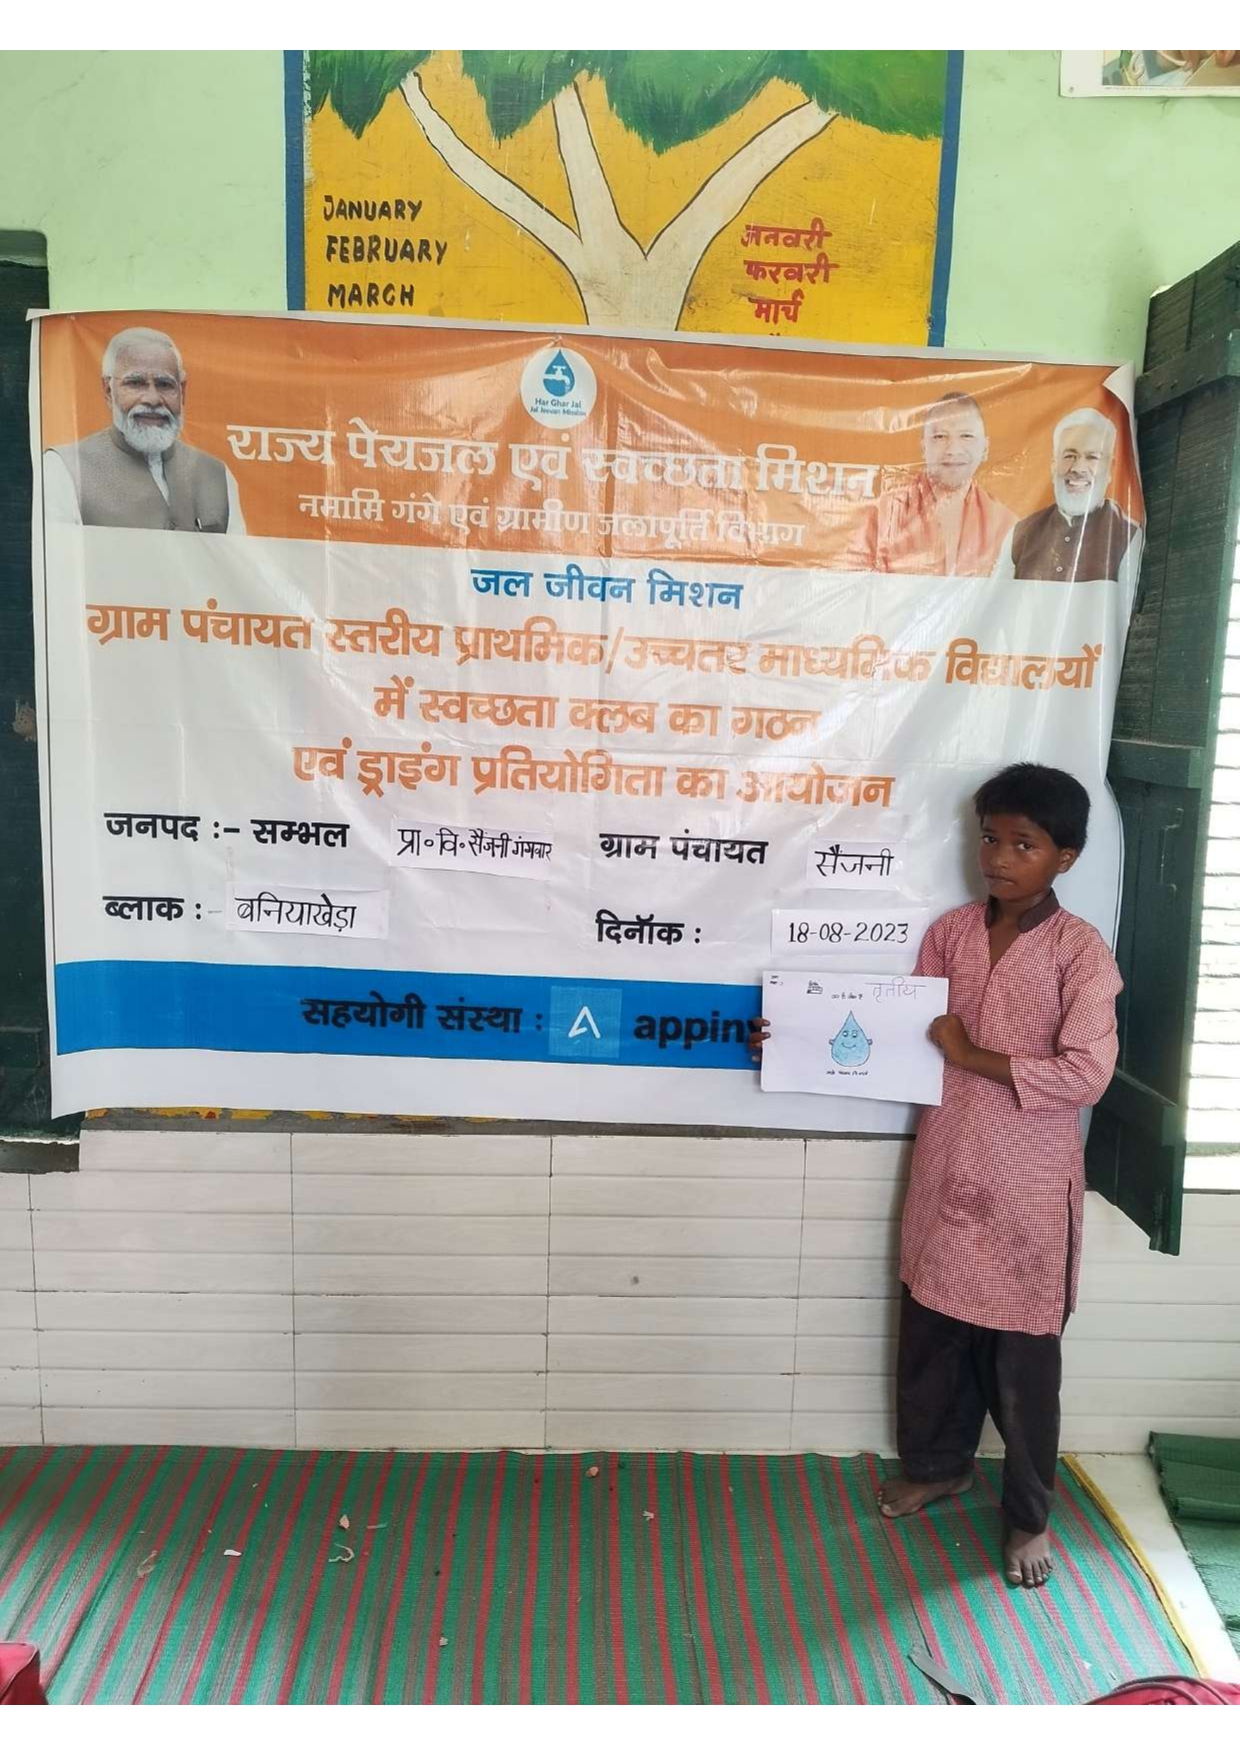 JANUARY
FEBRUARY
MARCH
जनवरी
फरवरी
मार्च
Har Ghar Jal
Jal Jeevan Mission
राज्य पेयजल एवं स्वच्छता मिशन
नमामि गंगे एवं ग्रामीण जलापूर्ति विभाग
जल जीवन मिशन
ग्राम पंचायत स्तरीय प्राथमिक/उच्चतर माध्यमिक विद्यालयों
में स्वच्छता क्लब का गठन
एवं ड्राइंग प्रतियोगिता का आयोजन
जनपद :- सम्भल प्रा॰वि॰सैंजनी गंगवार ग्राम पंचायत सैंजनी
ब्लाक :- बनियाखेड़ा दिनॉक : 18-08-2023
सहयोगी संस्था : appin
तृतीय